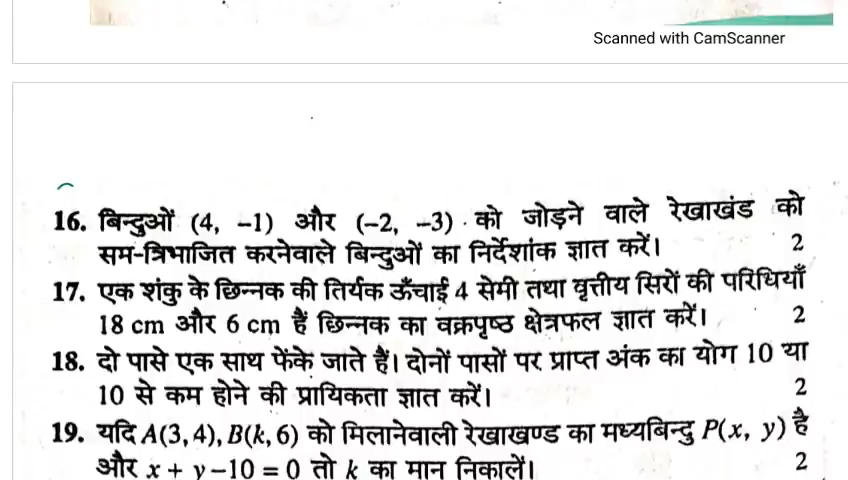 Scanned with CamScanner
16. बिन्दुओं (4, –1) और (–2, –3) को जोड़ने वाले रेखाखंड को
सम-त्रिभाजित करनेवाले बिन्दुओं का निर्देशांक ज्ञात करें। 2
17. एक शंकु के छिन्नक की तिर्यक ऊँचाई 4 सेमी तथा वृत्तीय सिरों की परिधियाँ
18 cm और 6 cm हैं छिन्नक का वक्रपृष्ठ क्षेत्रफल ज्ञात करें। 2
18. दो पासे एक साथ फेंके जाते हैं। दोनों पासों पर प्राप्त अंक का योग 10 या
10 से कम होने की प्रायिकता ज्ञात करें। 2
19. यदि A(3, 4), B(k, 6) को मिलानेवाली रेखाखण्ड का मध्यबिन्दु P(x, y) है
और x + y – 10 = 0 तो k का मान निकालें। 2